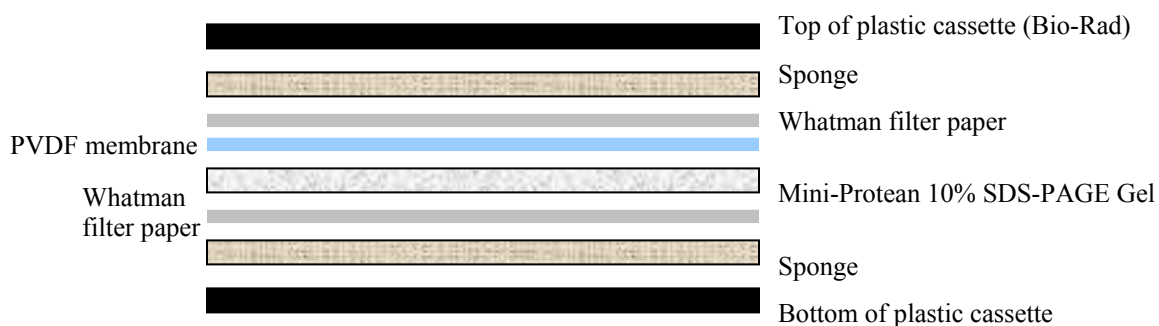 Top of plastic cassette (Bio-Rad)
Sponge
Whatman filter paper
PVDF membrane
Mini-Protean 10% SDS-PAGE Gel
Whatman
filter paper
Sponge
Bottom of plastic cassette